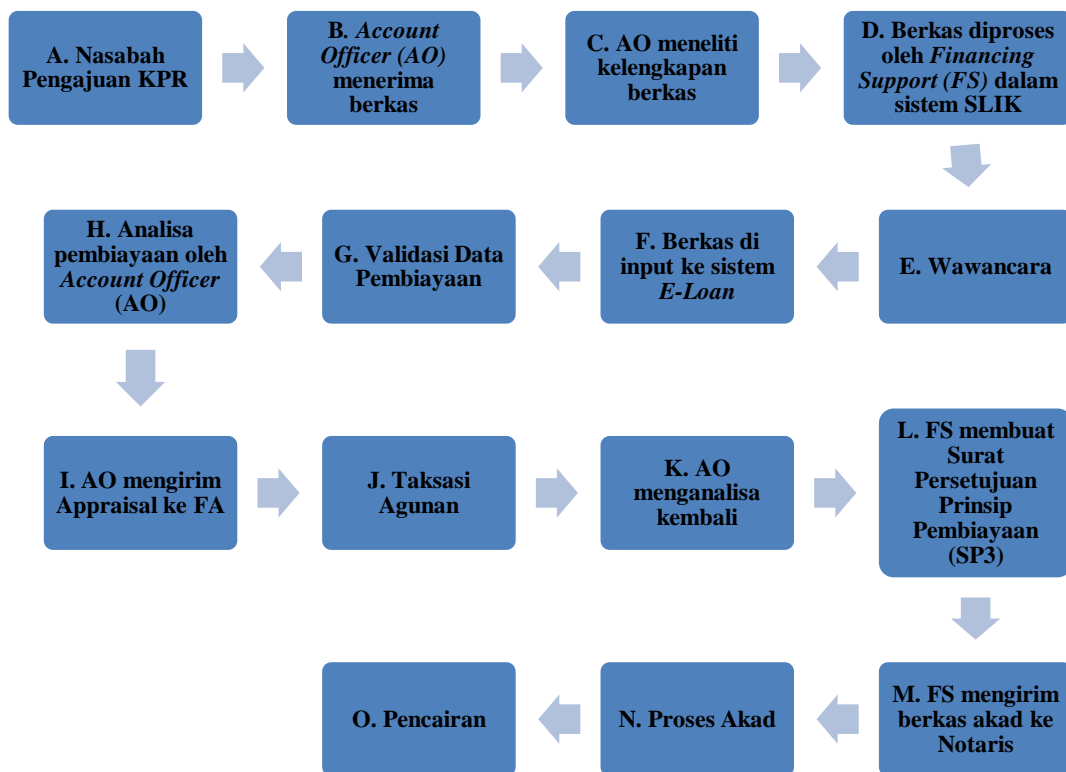 A. Nasabah
Pengajuan KPR
B. Account
Officer (AO)
menerima
berkas
C. AO meneliti
kelengkapan
berkas
D. Berkas diproses
oleh Financing
Support (FS) dalam
sistem SLIK
E. Wawancara
F. Berkas di
input ke sistem
E-Loan
G. Validasi Data
Pembiayaan
H. Analisa
pembiayaan oleh
Account Officer
(AO)
I. AO mengirim
Appraisal ke FA
J. Taksasi
Agunan
K. AO
menganalisa
kembali
L. FS membuat
Surat
Persetujuan
Prinsip
Pembiayaan
(SP3)
M. FS mengirim
berkas akad ke
Notaris
N. Proses Akad
O. Pencairan